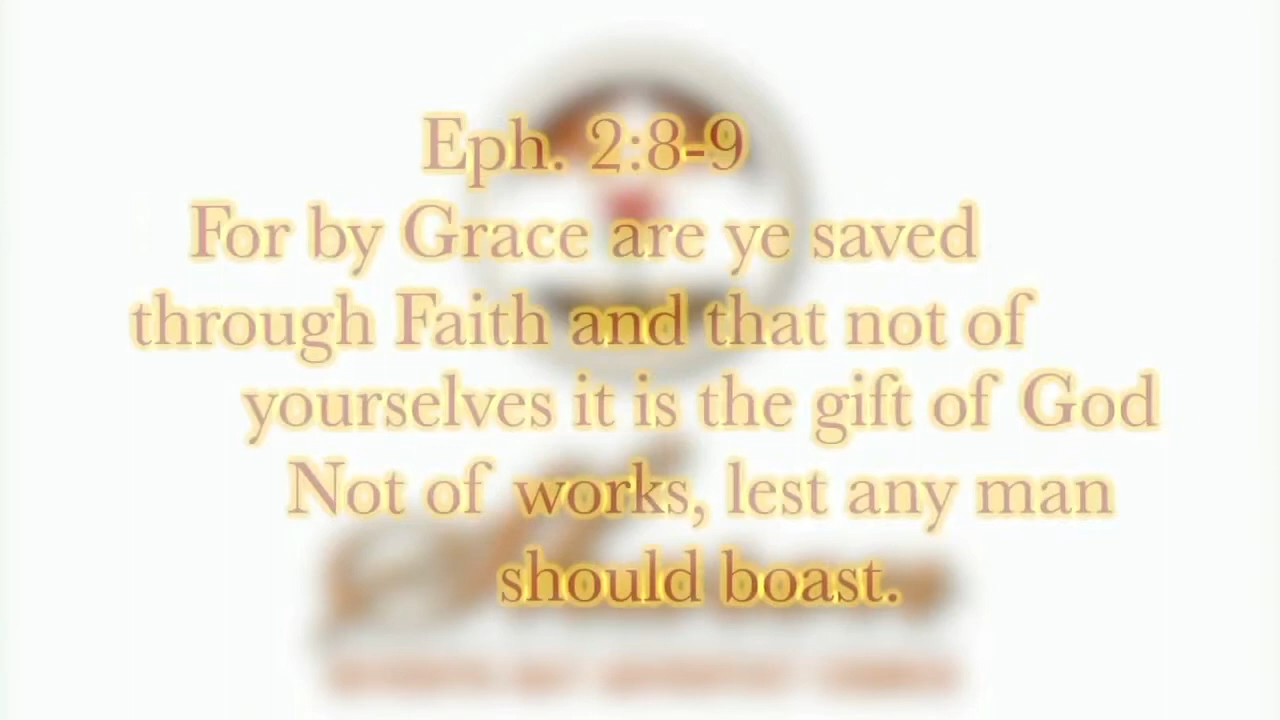 Eph. 2:8-9
For by Grace are ye saved
through Faith and that not of
yourselves it is the gift of God
Not of works, lest any man
should boast.